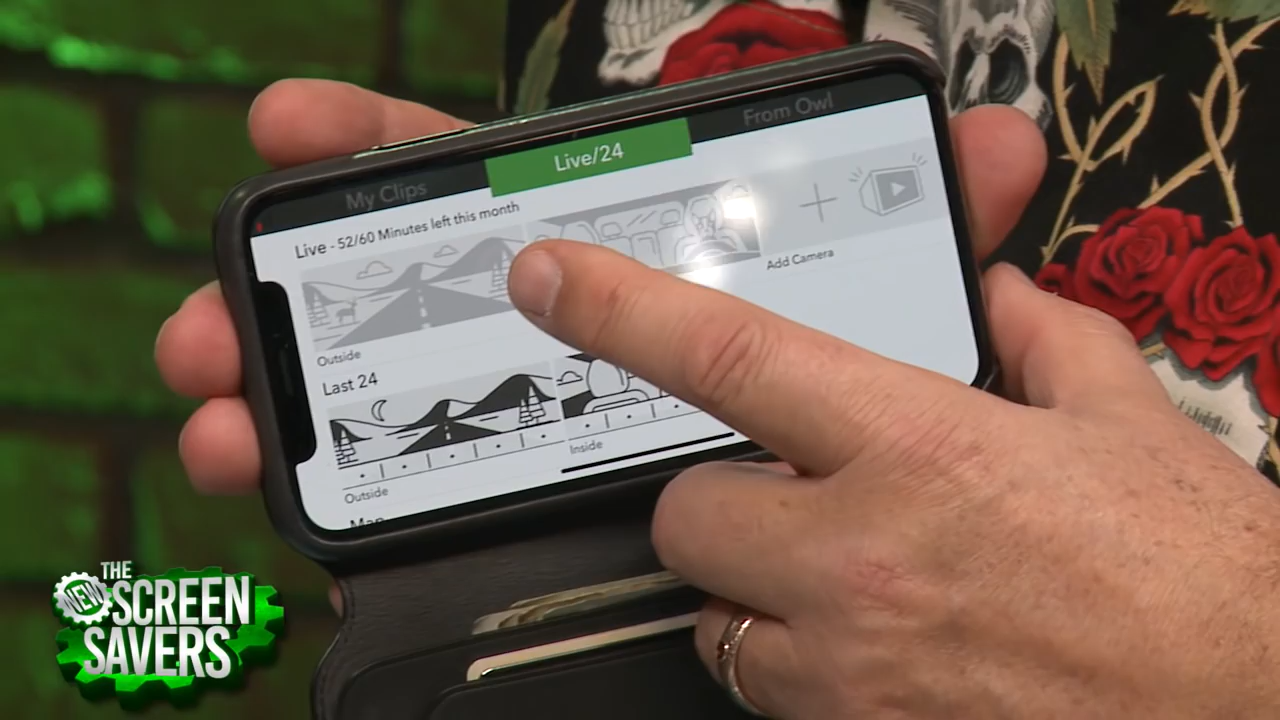 My Clips
Live/24
From Owl
Live - 52/60 Minutes left this month
Outside
Add Camera
Last 24
Outside
Inside
Map
THE
NEW
SCREEN
SAVERS